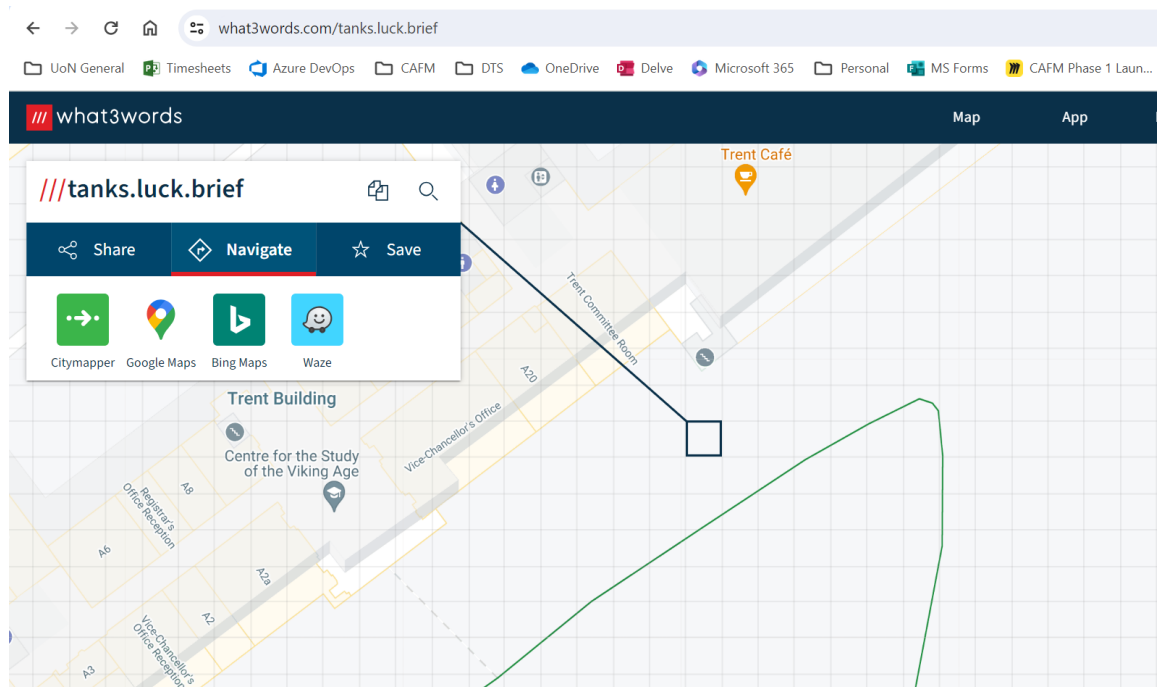 what3words.com/tanks.luck.brief
UoN General Timesheets Azure DevOps CAFM DTS OneDrive Delve Microsoft 365 Personal MS Forms CAFM Phase 1 Laun...
/// what3words Map App
///tanks.luck.brief
Share Navigate Save
Citymapper Google Maps Bing Maps Waze
Trent Café
Trent Committee Room
A20
Vice-Chancellor's Office
Trent Building
Centre for the Study
of the Viking Age
A8
Registrar's
Office Reception
A6
A2a
A2
Vice-Chancellor's
Office Reception
A3